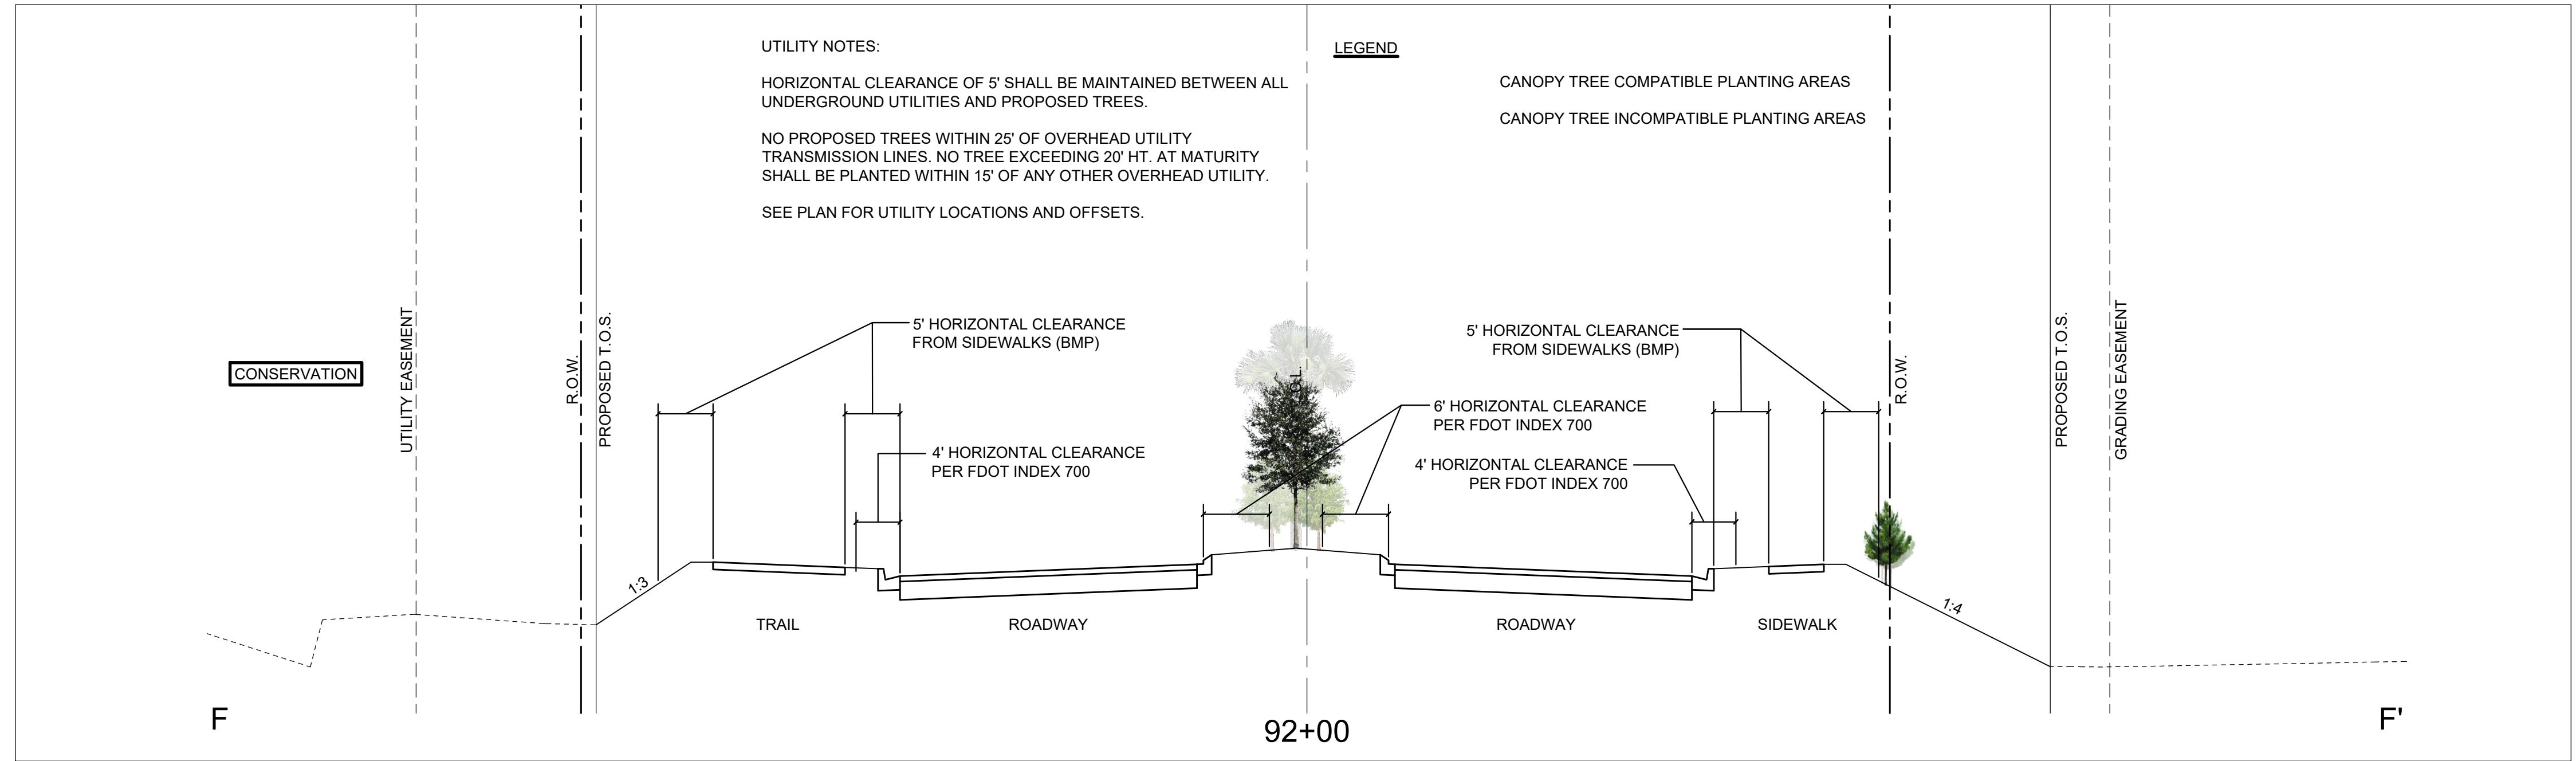 UTILITY NOTES:
HORIZONTAL CLEARANCE OF 5' SHALL BE MAINTAINED BETWEEN ALL
UNDERGROUND UTILITIES AND PROPOSED TREES.
NO PROPOSED TREES WITHIN 25' OF OVERHEAD UTILITY
TRANSMISSION LINES. NO TREE EXCEEDING 20' HT. AT MATURITY
SHALL BE PLANTED WITHIN 15' OF ANY OTHER OVERHEAD UTILITY.
SEE PLAN FOR UTILITY LOCATIONS AND OFFSETS.
LEGEND
CANOPY TREE COMPATIBLE PLANTING AREAS
CANOPY TREE INCOMPATIBLE PLANTING AREAS
CONSERVATION
UTILITY EASEMENT
R.O.W.
PROPOSED T.O.S.
5' HORIZONTAL CLEARANCE
FROM SIDEWALKS (BMP)
4' HORIZONTAL CLEARANCE
PER FDOT INDEX 700
C.L.
6' HORIZONTAL CLEARANCE
PER FDOT INDEX 700
5' HORIZONTAL CLEARANCE
FROM SIDEWALKS (BMP)
4' HORIZONTAL CLEARANCE
PER FDOT INDEX 700
R.O.W.
PROPOSED T.O.S.
GRADING EASEMENT
1:3
TRAIL
ROADWAY
ROADWAY
SIDEWALK
1:4
F
92+00
F'